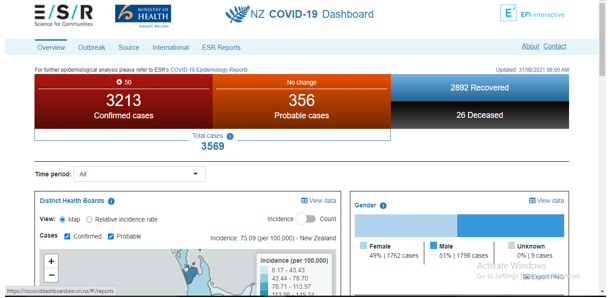 E/S/R
Science for Communities
MINISTRY OF
HEALTH
MANATŪ HAUORA
NZ COVID-19 Dashboard
EPI-interactive
Overview Outbreak Source International ESR Reports
About Contact
For further epidemiological analysis please refer to ESR's COVID-19 Epidemiology Reports.
Updated: 31/08/2021 09:00 AM
50
3213
Confirmed cases
No change
356
Probable cases
2892 Recovered
26 Deceased
Total cases
3569
Time period: All
District Health Boards
View data
View: Map Relative incidence rate
Incidence Count
Cases Confirmed Probable
Incidence: 73.09 (per 100,000) - New Zealand
+
−
Incidence (per 100,000)
8.17 - 43.43
43.44 - 78.70
78.71 - 113.97
113.98 - 149.24
Gender
View data
Female
49% | 1762 cases
Male
51% | 1798 cases
Unknown
0% | 9 cases
Activate Windows
Go to Settings to activate Windows.
Export PNG
https://nzcoviddashboard.esr.cri.nz/#!/reports